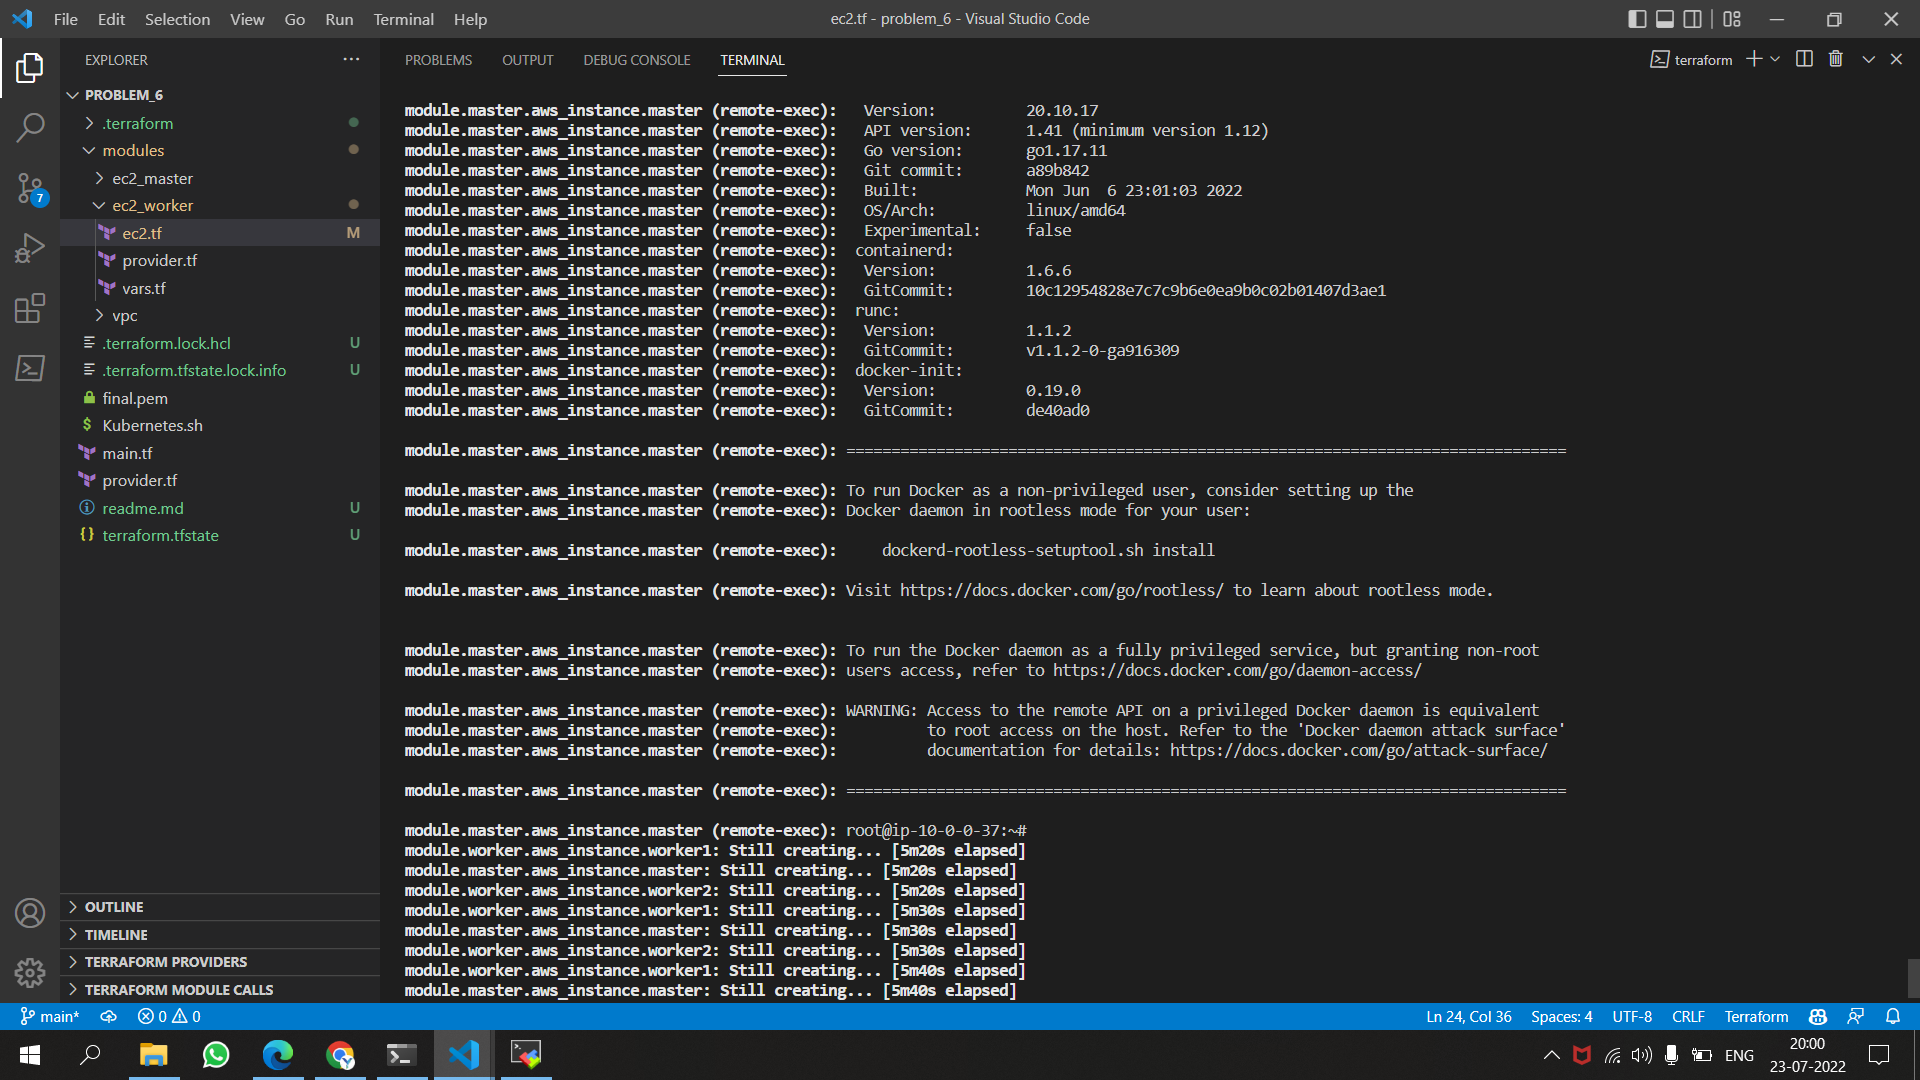 File Edit Selection View Go Run Terminal Help
ec2.tf - problem_6 - Visual Studio Code
EXPLORER
PROBLEM_6
.terraform
modules
ec2_master
ec2_worker
ec2.tf M
provider.tf
vars.tf
vpc
.terraform.lock.hcl U
.terraform.tfstate.lock.info U
final.pem
Kubernetes.sh
main.tf
provider.tf
readme.md U
terraform.tfstate U
7
OUTLINE
TIMELINE
TERRAFORM PROVIDERS
TERRAFORM MODULE CALLS
PROBLEMS OUTPUT DEBUG CONSOLE TERMINAL
terraform
module.master.aws_instance.master (remote-exec):   Version:          20.10.17
module.master.aws_instance.master (remote-exec):   API version:      1.41 (minimum version 1.12)
module.master.aws_instance.master (remote-exec):   Go version:       go1.17.11
module.master.aws_instance.master (remote-exec):   Git commit:       a89b842
module.master.aws_instance.master (remote-exec):   Built:            Mon Jun  6 23:01:03 2022
module.master.aws_instance.master (remote-exec):   OS/Arch:          linux/amd64
module.master.aws_instance.master (remote-exec):   Experimental:     false
module.master.aws_instance.master (remote-exec):  containerd:
module.master.aws_instance.master (remote-exec):   Version:          1.6.6
module.master.aws_instance.master (remote-exec):   GitCommit:        10c12954828e7c7c9b6e0ea9b0c02b01407d3ae1
module.master.aws_instance.master (remote-exec):  runc:
module.master.aws_instance.master (remote-exec):   Version:          1.1.2
module.master.aws_instance.master (remote-exec):   GitCommit:        v1.1.2-0-ga916309
module.master.aws_instance.master (remote-exec):  docker-init:
module.master.aws_instance.master (remote-exec):   Version:          0.19.0
module.master.aws_instance.master (remote-exec):   GitCommit:        de40ad0
module.master.aws_instance.master (remote-exec): ================================================================================
module.master.aws_instance.master (remote-exec): To run Docker as a non-privileged user, consider setting up the
module.master.aws_instance.master (remote-exec): Docker daemon in rootless mode for your user:
module.master.aws_instance.master (remote-exec):     dockerd-rootless-setuptool.sh install
module.master.aws_instance.master (remote-exec): Visit https://docs.docker.com/go/rootless/ to learn about rootless mode.
module.master.aws_instance.master (remote-exec): To run the Docker daemon as a fully privileged service, but granting non-root
module.master.aws_instance.master (remote-exec): users access, refer to https://docs.docker.com/go/daemon-access/
module.master.aws_instance.master (remote-exec): WARNING: Access to the remote API on a privileged Docker daemon is equivalent
module.master.aws_instance.master (remote-exec):          to root access on the host. Refer to the 'Docker daemon attack surface'
module.master.aws_instance.master (remote-exec):          documentation for details: https://docs.docker.com/go/attack-surface/
module.master.aws_instance.master (remote-exec): ================================================================================
module.master.aws_instance.master (remote-exec): root@ip-10-0-0-37:~#
module.worker.aws_instance.worker1: Still creating... [5m20s elapsed]
module.master.aws_instance.master: Still creating... [5m20s elapsed]
module.worker.aws_instance.worker2: Still creating... [5m20s elapsed]
module.worker.aws_instance.worker1: Still creating... [5m30s elapsed]
module.master.aws_instance.master: Still creating... [5m30s elapsed]
module.worker.aws_instance.worker2: Still creating... [5m30s elapsed]
module.worker.aws_instance.worker1: Still creating... [5m40s elapsed]
module.master.aws_instance.master: Still creating... [5m40s elapsed]
main* 0 0 Ln 24, Col 36 Spaces: 4 UTF-8 CRLF Terraform
ENG
20:00
23-07-2022